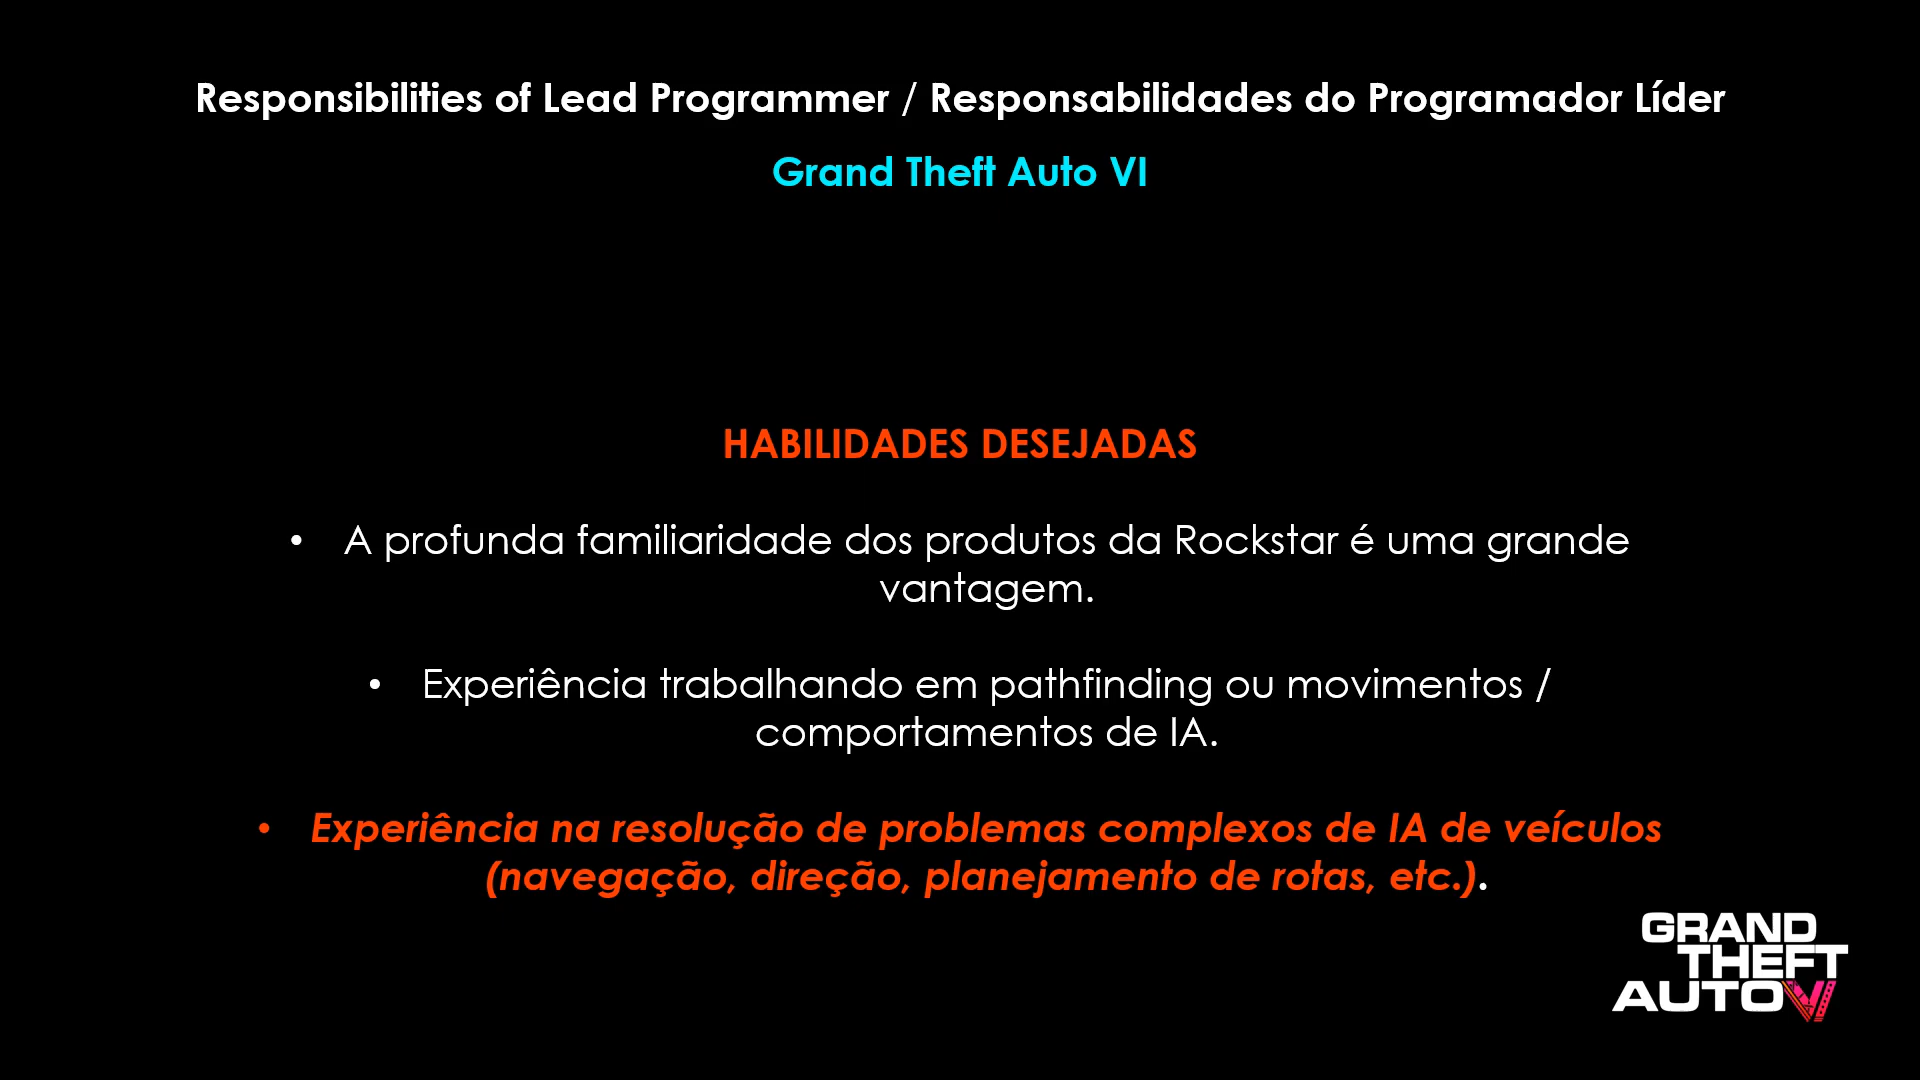 Responsibilities of Lead Programmer / Responsabilidades do Programador Líder
Grand Theft Auto VI
HABILIDADES DESEJADAS
• A profunda familiaridade dos produtos da Rockstar é uma grande
vantagem.
• Experiência trabalhando em pathfinding ou movimentos /
comportamentos de IA.
• Experiência na resolução de problemas complexos de IA de veículos
(navegação, direção, planejamento de rotas, etc.).
GRAND
THEFT
AUTO VI